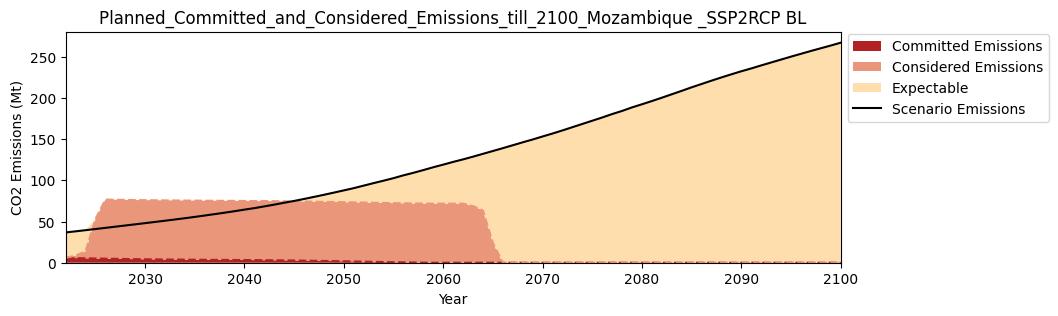 Planned_Committed_and_Considered_Emissions_till_2100_Mozambique _SSP2RCP BL
CO2 Emissions (Mt)
250
200
150
100
50
0
2030 2040 2050 2060 2070 2080 2090 2100
Year
Committed Emissions
Considered Emissions
Expectable
Scenario Emissions